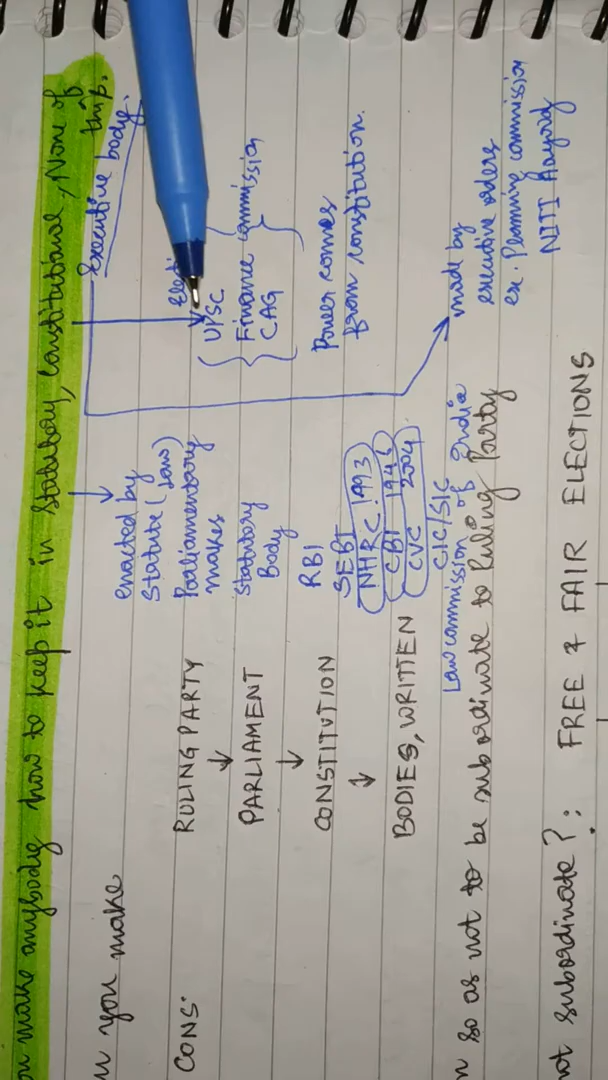 make anybody how to keep it in statutory, constitutional, None of
this.
Executive body.
u you make
enacted by
statute (law)
Parliamentary
makes
statutory
Body
RBI
SEBI
NHRC 1993
CBI 1946
CVC 2004
CIC/SIC
Law commission of India
UPSC
Finance commission
CAG
Power comes
from constitution.
made by
executive orders
ex. Planning commission
NITI Aayog
CONS.
RULING PARTY
↓
PARLIAMENT
↓
CONSTITUTION
↓
BODIES, WRITTEN
n so as not to be subordinate to Ruling Party
ot subordinate? : FREE & FAIR ELECTIONS